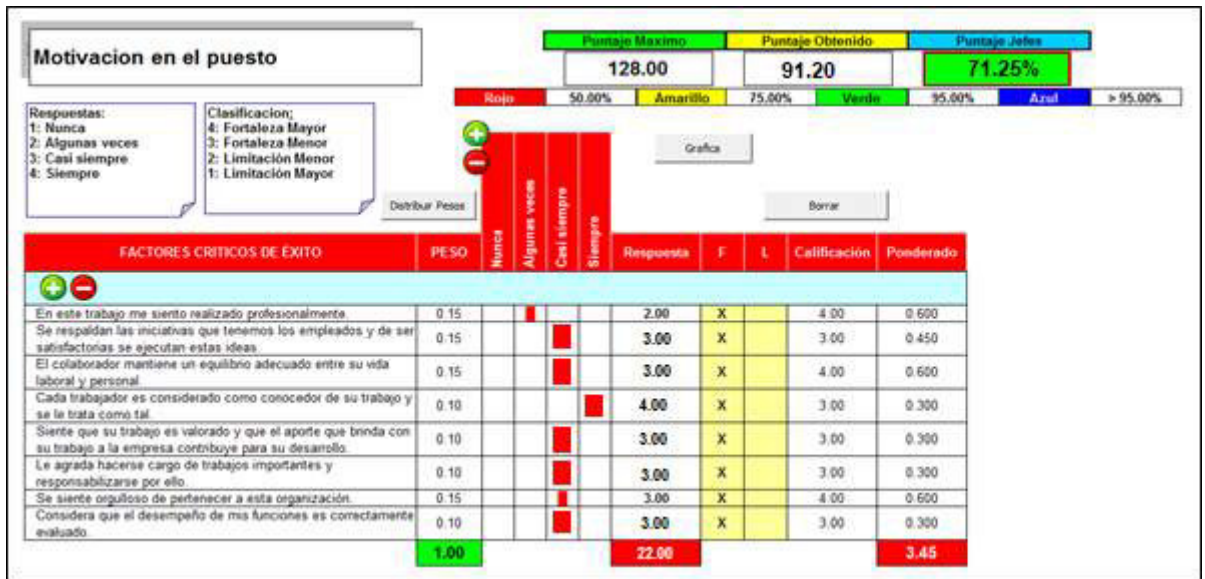 Motivacion en el puesto
Puntaje Maximo Puntaje Obtenido Puntaje Jefes
128.00 91.20 71.25%
Rojo 50.00% Amarillo 75.00% Verde 95.00% Azul > 95.00%
Respuestas:
1: Nunca
2: Algunas veces
3: Casi siempre
4: Siempre
Clasificacion;
4: Fortaleza Mayor
3: Fortaleza Menor
2: Limitación Menor
1: Limitación Mayor
Grafica
Distribur Pesos
Borrar
FACTORES CRITICOS DE ÉXITO PESO Nunca Algunas veces Casi siempre Siempre Respuesta F L Calificación Ponderado
En este trabajo me siento realizado profesionalmente. 0.15 2.00 X 4.00 0.600
Se respaldan las iniciativas que tenemos los empleados y de ser
satisfactorias se ejecutan estas ideas. 0.15 3.00 X 3.00 0.450
El colaborador mantiene un equilibrio adecuado entre su vida
laboral y personal. 0.15 3.00 X 4.00 0.600
Cada trabajador es considerado como conocedor de su trabajo y
se le trata como tal. 0.10 4.00 X 3.00 0.300
Siente que su trabajo es valorado y que el aporte que brinda con
su trabajo a la empresa contribuye para su desarrollo. 0.10 3.00 X 3.00 0.300
Le agrada hacerse cargo de trabajos importantes y
responsabilizarse por ello. 0.10 3.00 X 3.00 0.300
Se siente orgulloso de pertenecer a esta organización. 0.15 3.00 X 4.00 0.600
Considera que el desempeño de mis funciones es correctamente
evaluado. 0.10 3.00 X 3.00 0.300
1.00 22.00 3.45